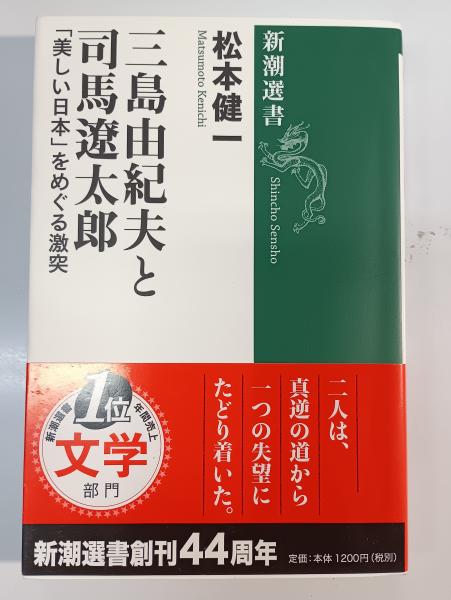 新潮選書
Shincho Sensho
松本健一
Matsumoto Kenichi
三島由紀夫と
司馬遼太郎
「美しい日本」をめぐる激突
二人は、
真逆の道から
一つの失望に
たどり着いた。
新潮選書
年間売上
1位
文学
部門
新潮選書創刊44周年
定価:本体1200円(税別)